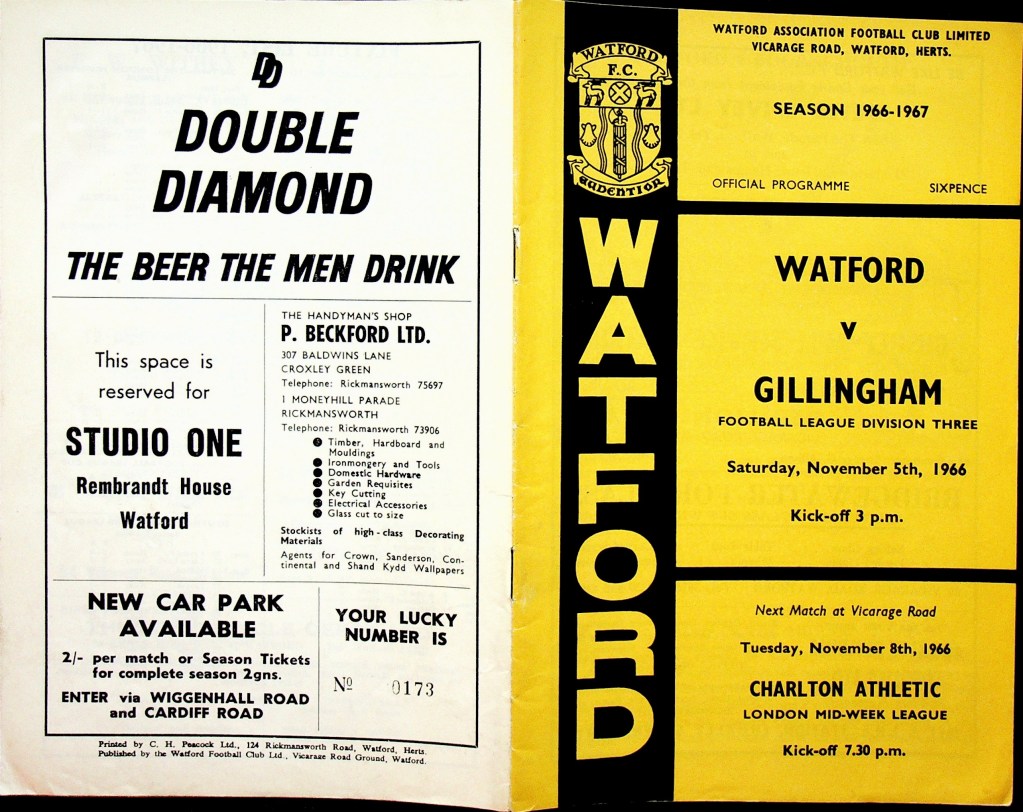 DD
DOUBLE
DIAMOND
THE BEER THE MEN DRINK
This space is
reserved for
STUDIO ONE
Rembrandt House
Watford
THE HANDYMAN'S SHOP
P. BECKFORD LTD.
307 BALDWINS LANE
CROXLEY GREEN
Telephone: Rickmansworth 75697
1 MONEYHILL PARADE
RICKMANSWORTH
Telephone: Rickmansworth 73906
● Timber, Hardboard and
Mouldings
● Ironmongery and Tools
● Domestic Hardware
● Garden Requisites
● Key Cutting
● Electrical Accessories
● Glass cut to size
Stockists of high-class Decorating
Materials
Agents for Crown, Sanderson, Con-
tinental and Shand Kydd Wallpapers
NEW CAR PARK
AVAILABLE
2/- per match or Season Tickets
for complete season 2gns.
ENTER via WIGGENHALL ROAD
and CARDIFF ROAD
YOUR LUCKY
NUMBER IS
Nº 0173
Printed by C. H. Peacock Ltd., 124 Rickmansworth Road, Watford, Herts.
Published by the Watford Football Club Ltd., Vicarage Road Ground, Watford.
WATFORD
F.C.
AUDENTIOR
WATFORD
WATFORD ASSOCIATION FOOTBALL CLUB LIMITED
VICARAGE ROAD, WATFORD, HERTS.
SEASON 1966-1967
OFFICIAL PROGRAMME SIXPENCE
WATFORD
V
GILLINGHAM
FOOTBALL LEAGUE DIVISION THREE
Saturday, November 5th, 1966
Kick-off 3 p.m.
Next Match at Vicarage Road
Tuesday, November 8th, 1966
CHARLTON ATHLETIC
LONDON MID-WEEK LEAGUE
Kick-off 7.30 p.m.